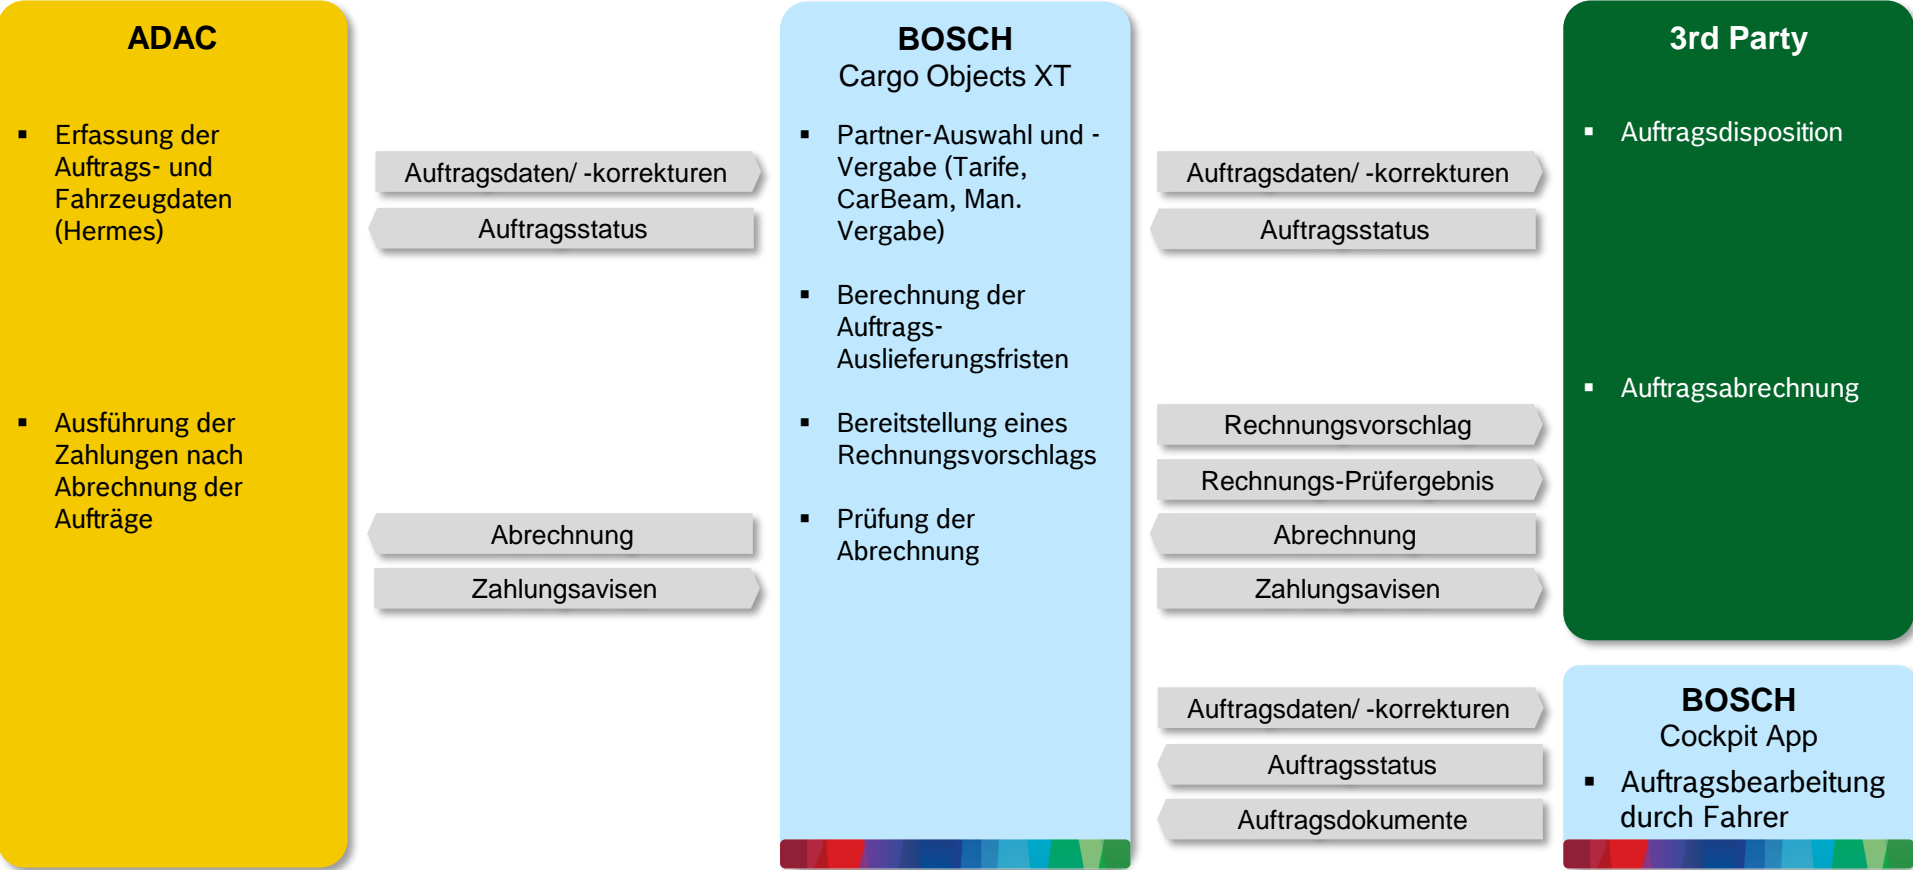 ADAC
Erfassung der
Auftrags- und
Fahrzeugdaten
(Hermes)
Ausführung der
Zahlungen nach
Abrechnung der
Aufträge
Auftragsdaten/ -korrekturen
Auftragsstatus
Abrechnung
Zahlungsavisen
BOSCH
Cargo Objects XT
Partner-Auswahl und -
Vergabe (Tarife,
CarBeam, Man.
Vergabe)
Berechnung der
Auftrags-
Auslieferungsfristen
Bereitstellung eines
Rechnungsvorschlags
Prüfung der
Abrechnung
Auftragsdaten/ -korrekturen
Auftragsstatus
Rechnungsvorschlag
Rechnungs-Prüfergebnis
Abrechnung
Zahlungsavisen
Auftragsdaten/ -korrekturen
Auftragsstatus
Auftragsdokumente
3rd Party
Auftragsdisposition
Auftragsabrechnung
BOSCH
Cockpit App
Auftragsbearbeitung
durch Fahrer